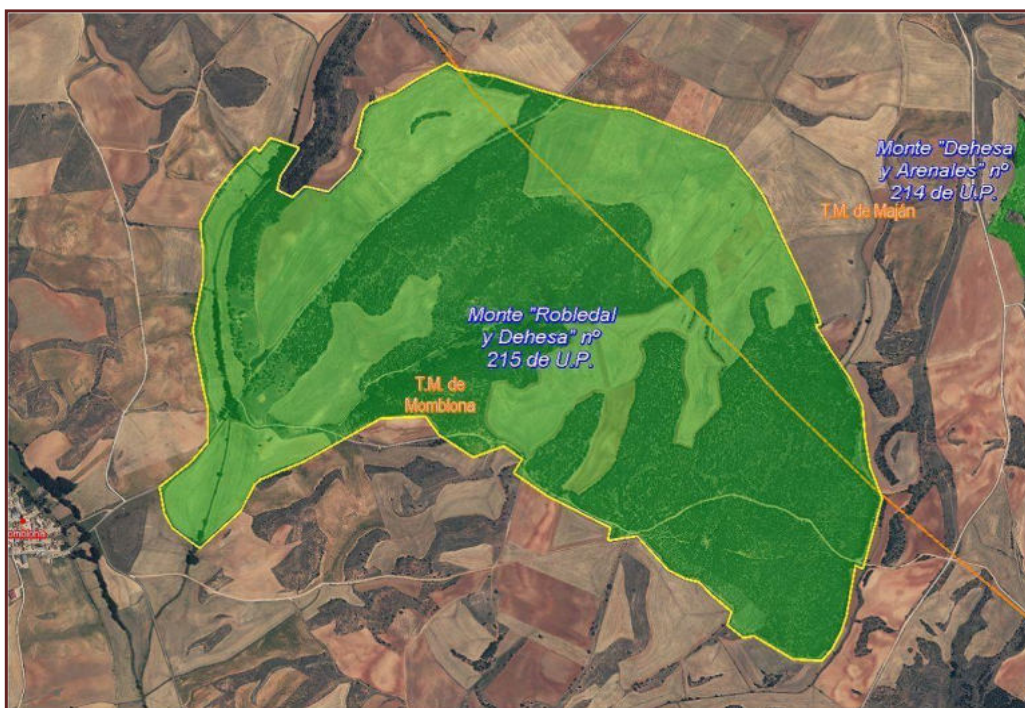 Monte "Dehesa
y Arenales" nº
214 de U.P.
T.M. de Maján
Monte "Robledal
y Dehesa" nº
215 de U.P.
T.M. de
Momblona